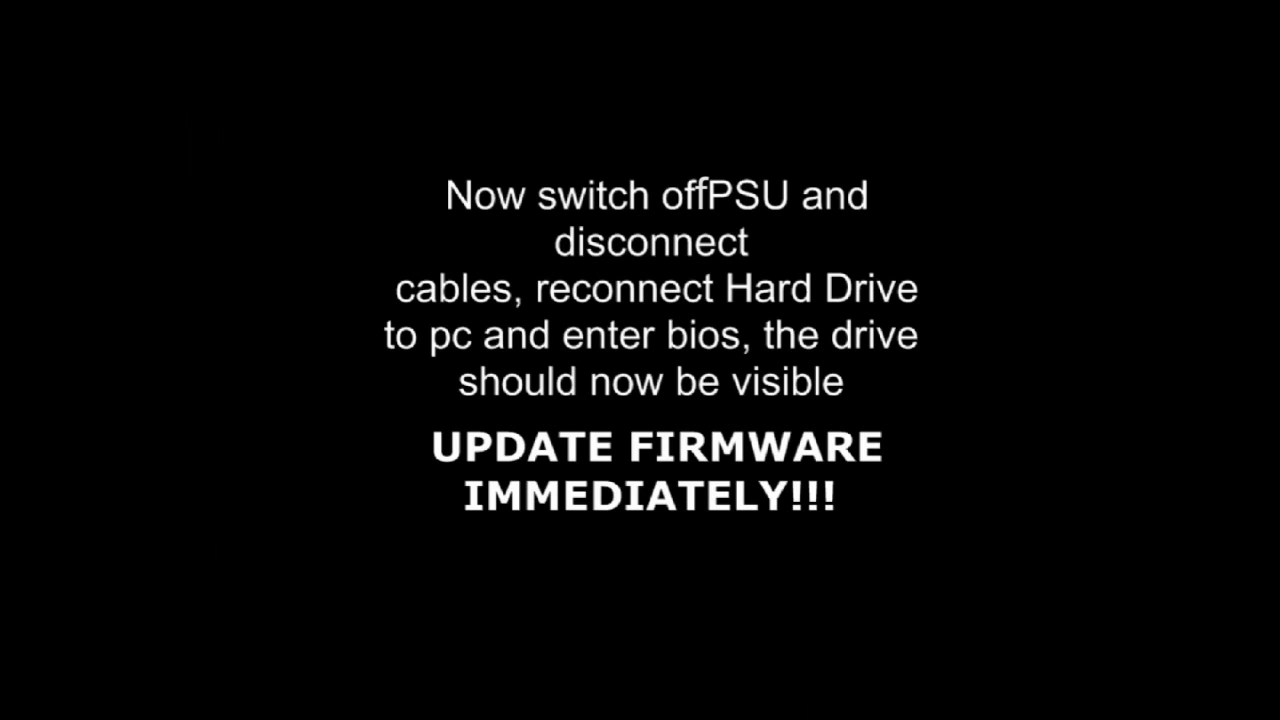 Now switch offPSU and
disconnect
cables, reconnect Hard Drive
to pc and enter bios, the drive
should now be visible
UPDATE FIRMWARE
IMMEDIATELY!!!